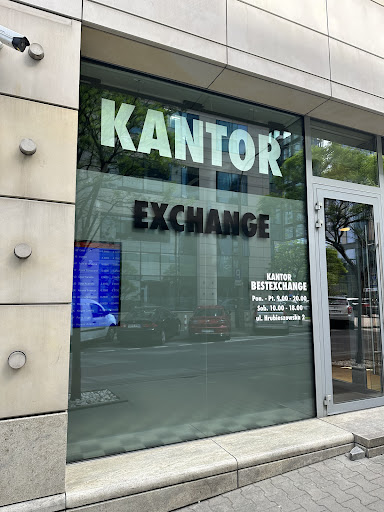 KANTOR
EXCHANGE
KANTOR
BESTEXCHANGE
Pon. - Pt. 9.00 - 20.00
Sob. 10.00 - 18.00
ul. Hrubieszowska 2